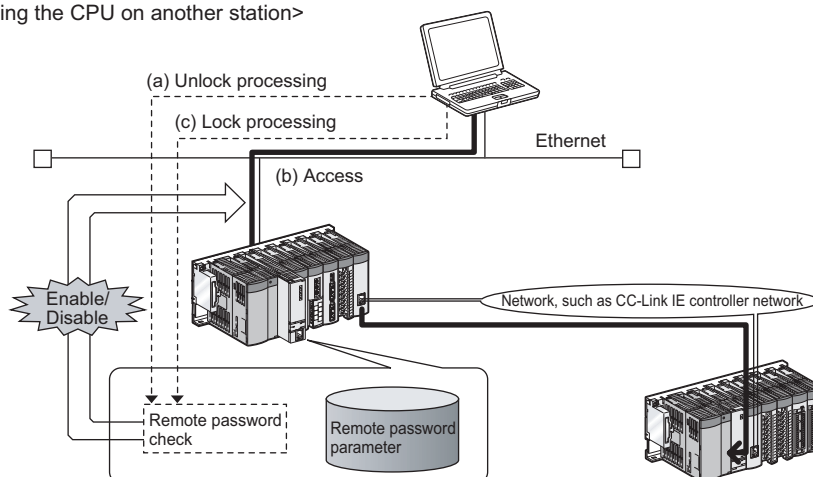 ing the CPU on another station>
(a) Unlock processing
(c) Lock processing
Ethernet
(b) Access
Enable/
Disable
Network, such as CC-Link IE controller network
Remote password
check
Remote password
parameter